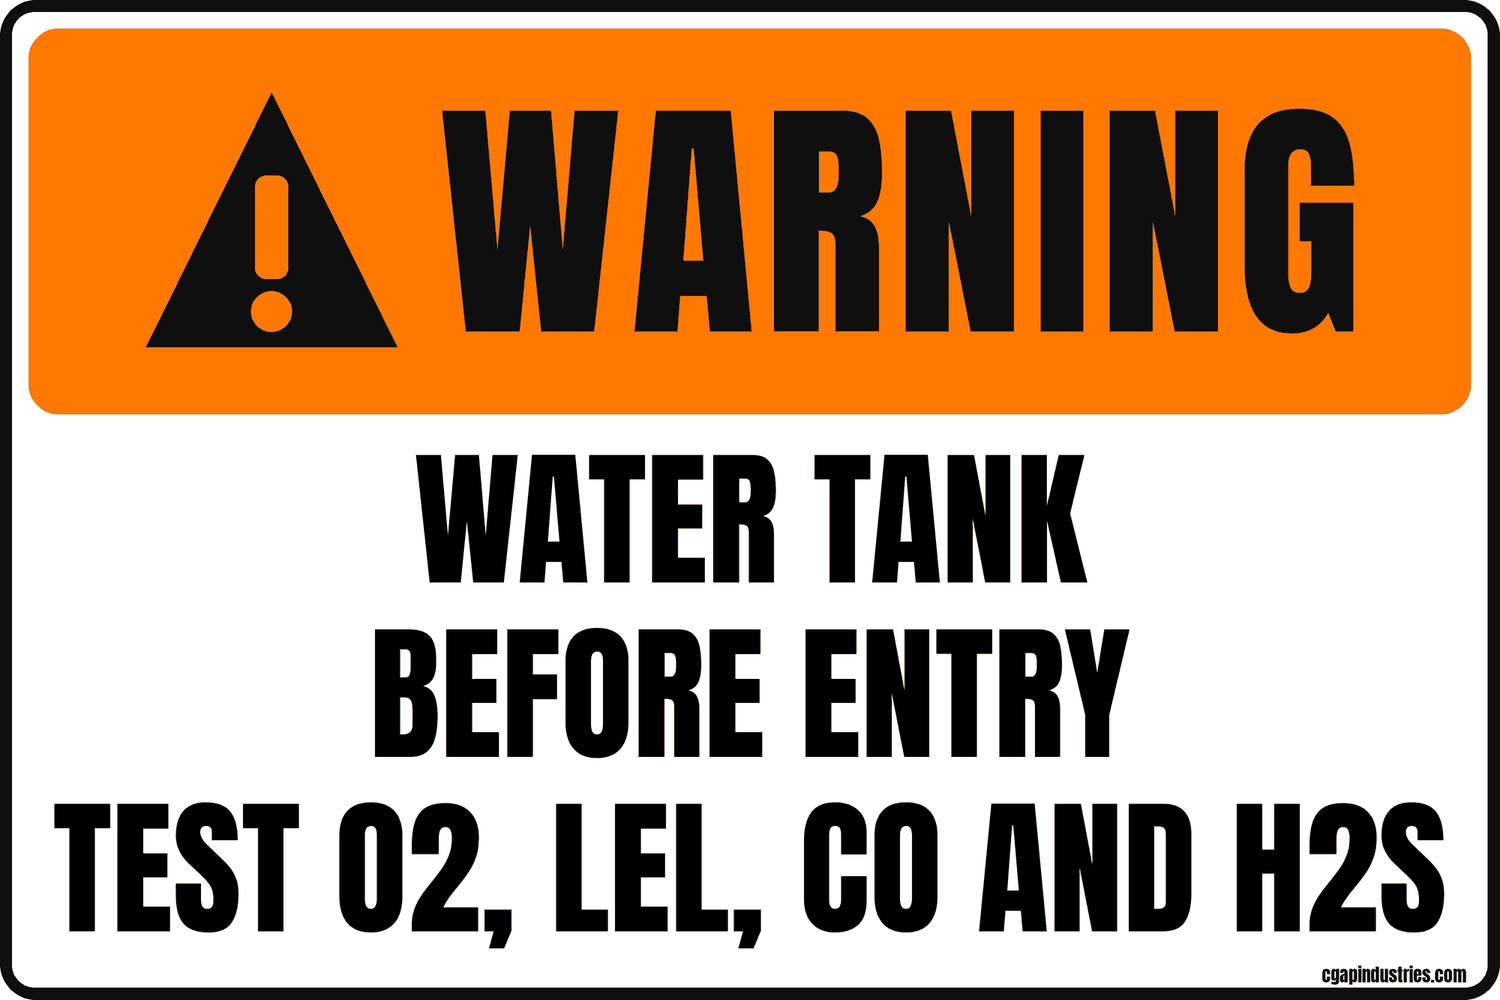 WARNING
WATER TANK
BEFORE ENTRY
TEST O2, LEL, CO AND H2S
cgapindustries.com